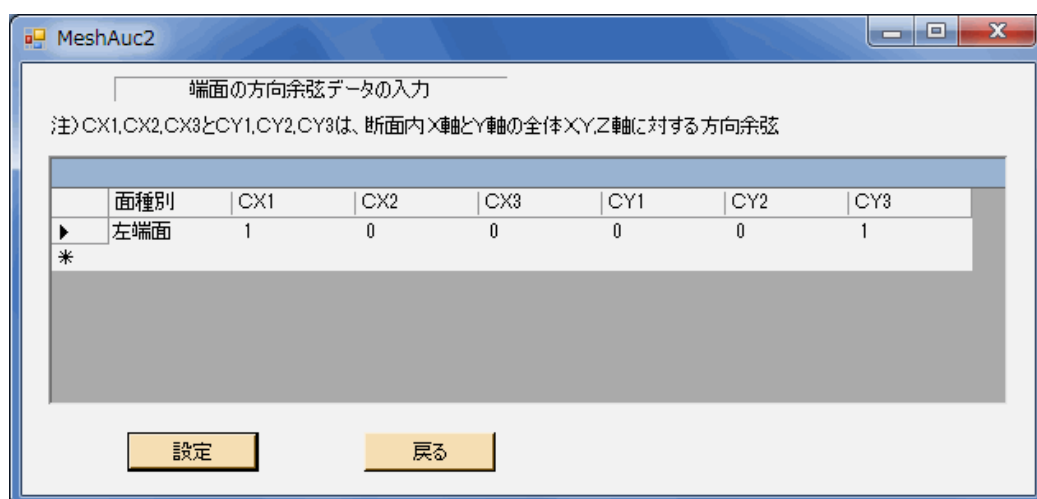 MeshAuc2
端面の方向余弦データの入力
注)CX1,CX2,CX3とCY1,CY2,CY3は、断面内X軸とY軸の全体X,Y,Z軸に対する方向余弦
面種別 CX1 CX2 CX3 CY1 CY2 CY3
左端面 1 0 0 0 0 1
設定 戻る